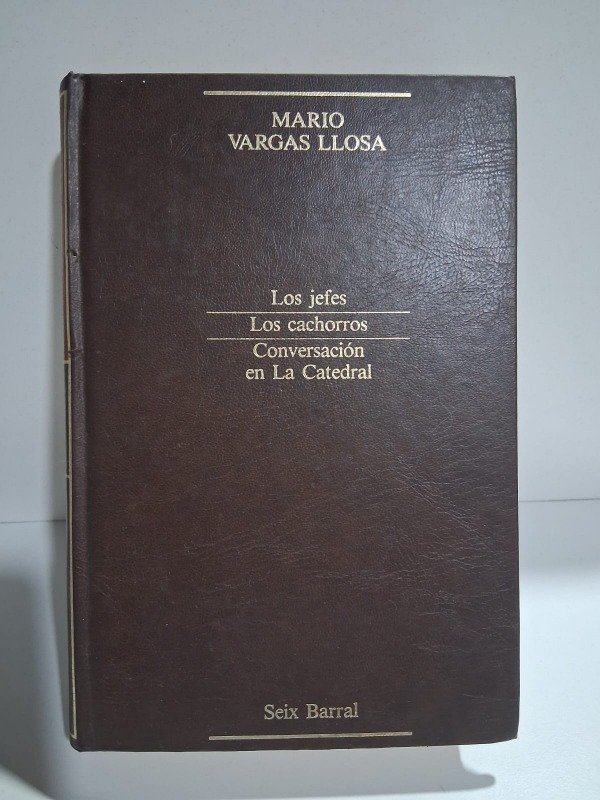 MARIO
VARGAS LLOSA
Los jefes
Los cachorros
Conversación
en La Catedral
Seix Barral